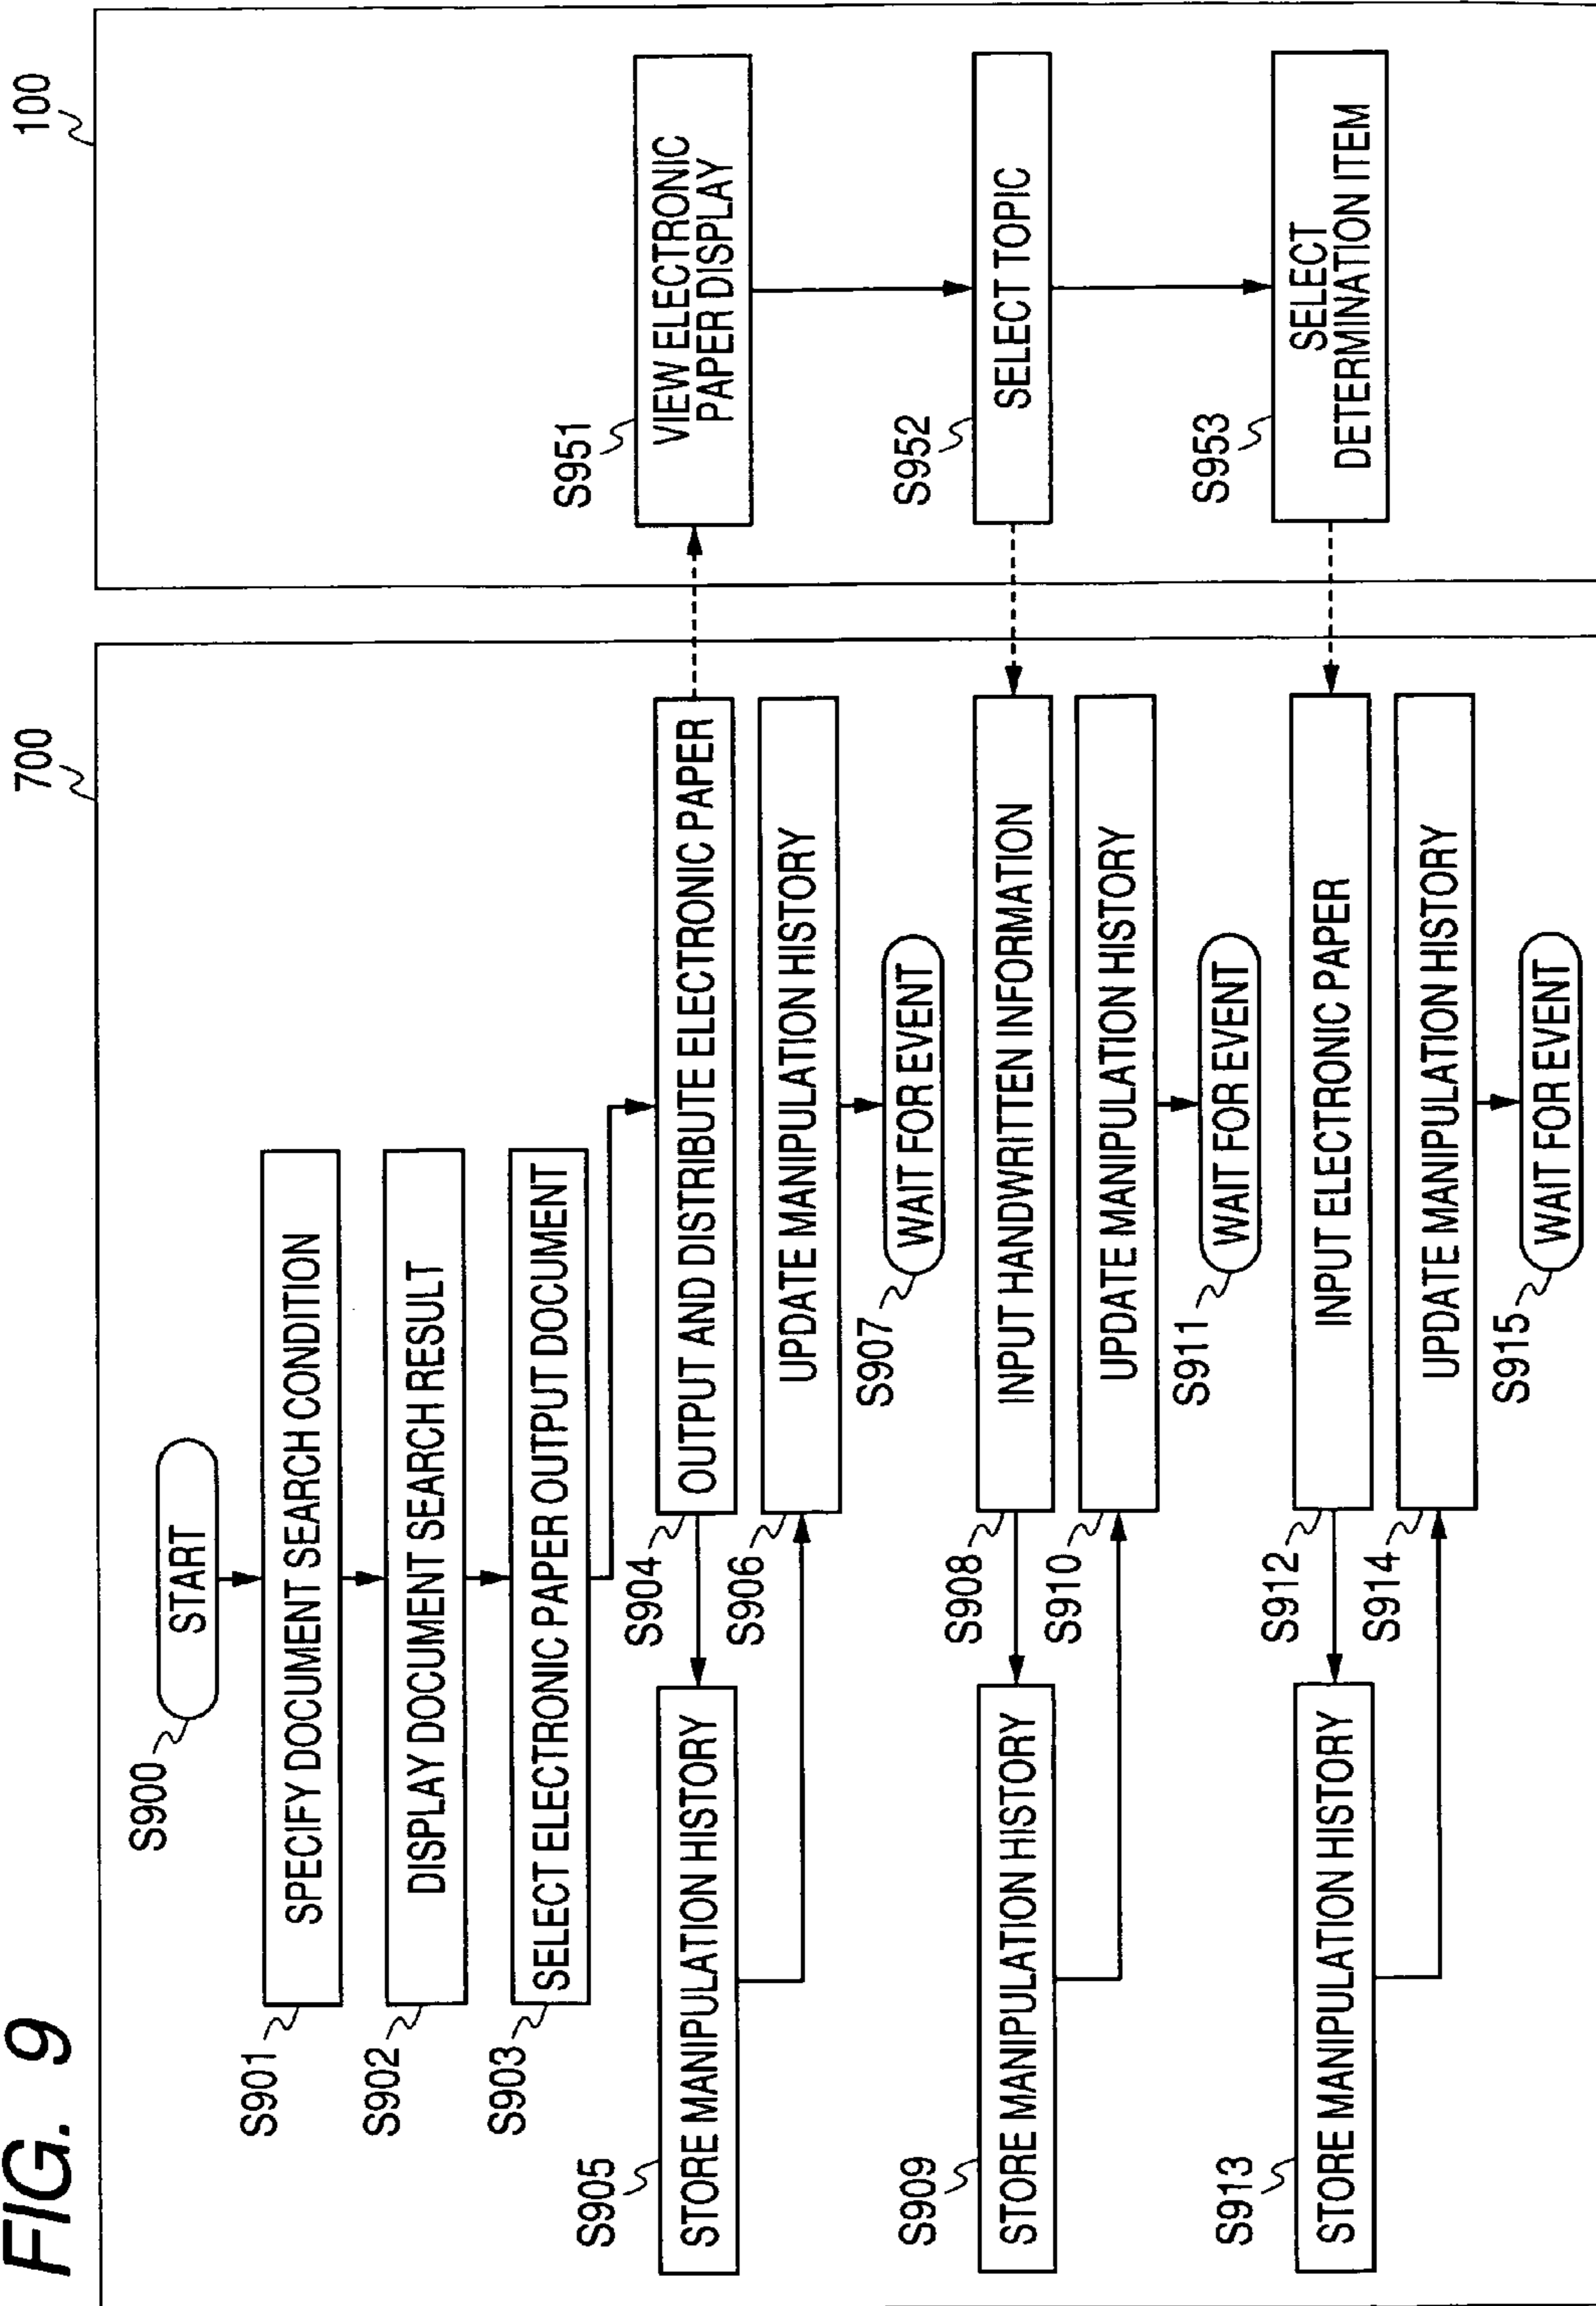 FIG. 9
700
100
S900
START
S901
SPECIFY DOCUMENT SEARCH CONDITION
S902
DISPLAY DOCUMENT SEARCH RESULT
S903
SELECT ELECTRONIC PAPER OUTPUT DOCUMENT
S904
OUTPUT AND DISTRIBUTE ELECTRONIC PAPER
S951
VIEW ELECTRONIC
PAPER DISPLAY
S905
STORE MANIPULATION HISTORY
S906
UPDATE MANIPULATION HISTORY
S907
WAIT FOR EVENT
S952
SELECT TOPIC
S908
INPUT HANDWRITTEN INFORMATION
S909
STORE MANIPULATION HISTORY
S910
UPDATE MANIPULATION HISTORY
S911
WAIT FOR EVENT
S953
SELECT
DETERMINATION ITEM
S912
INPUT ELECTRONIC PAPER
S913
STORE MANIPULATION HISTORY
S914
UPDATE MANIPULATION HISTORY
S915
WAIT FOR EVENT